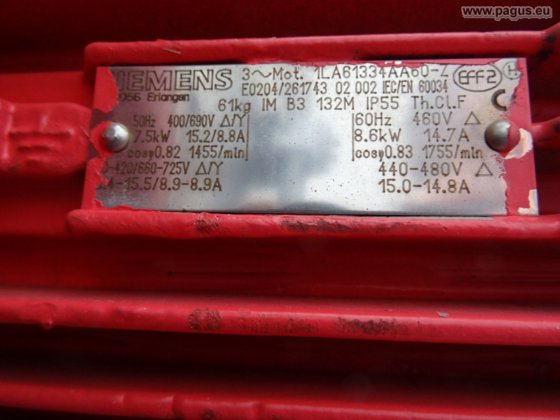 www.pagus.eu
SIEMENS 3~Mot. 1LA61334AA60-Z EFF2
D-91056 Erlangen E0204/261743 02 002 IEC/EN 60034
61kg IM B3 132M IP55 Th.Cl.F
50Hz 400/690V Δ/Y 60Hz 460V Δ
7.5kW 15.2/8.8A 8.6kW 14.7A
cosφ0.82 1455/min cosφ0.83 1755/min
-420/660-725V Δ/Y 440-480V Δ
-15.5/8.9-8.9A 15.0-14.8A